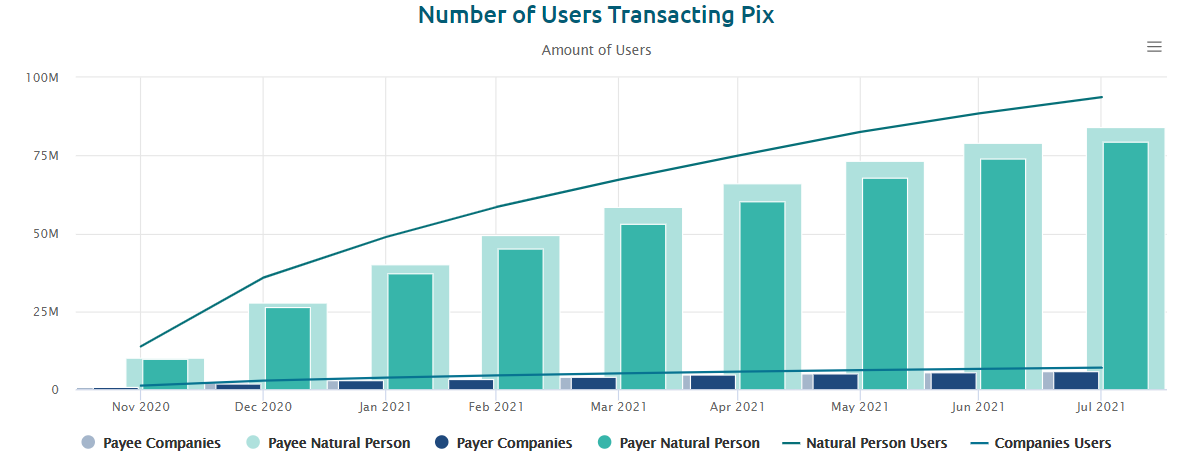 Number of Users Transacting Pix
Amount of Users
100M
75M
50M
25M
0
Nov 2020 Dec 2020 Jan 2021 Feb 2021 Mar 2021 Apr 2021 May 2021 Jun 2021 Jul 2021
Payee Companies Payee Natural Person Payer Companies Payer Natural Person Natural Person Users Companies Users